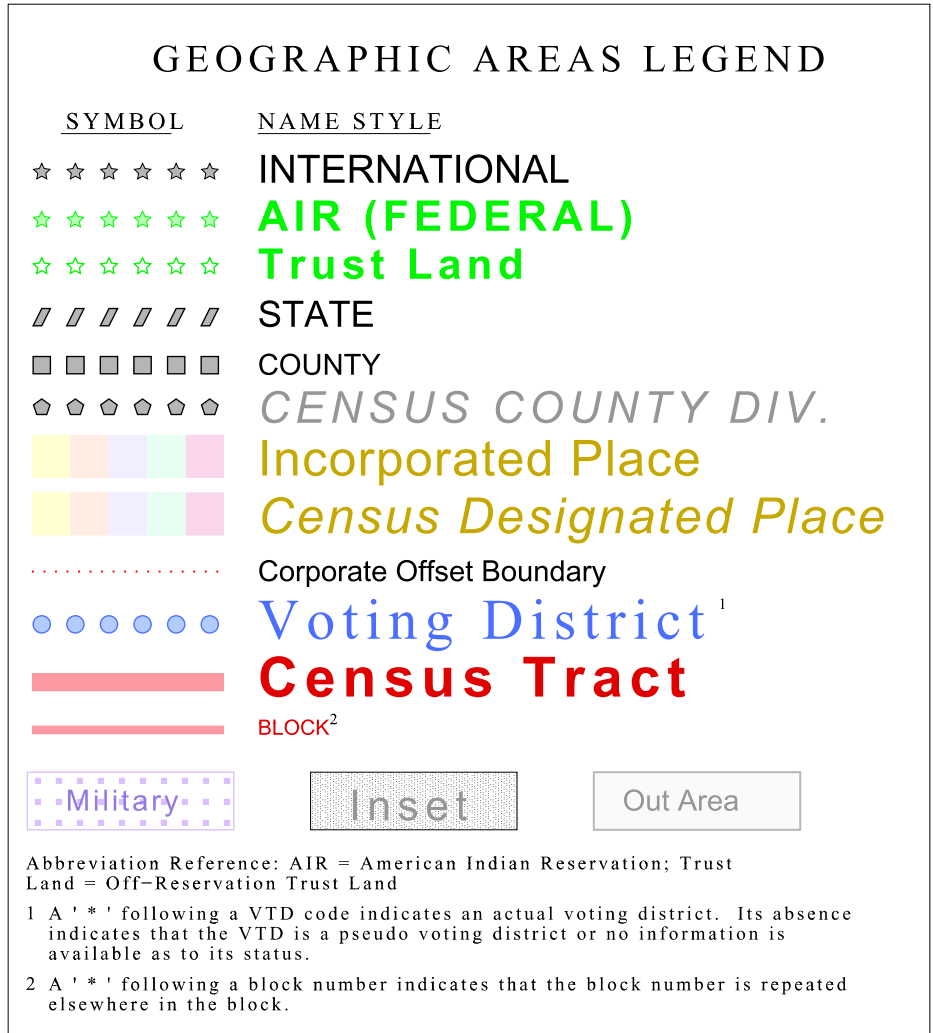 GEOGRAPHIC AREAS LEGEND
SYMBOL NAME STYLE
INTERNATIONAL
AIR (FEDERAL)
Trust Land
STATE
COUNTY
CENSUS COUNTY DIV.
Incorporated Place
Census Designated Place
Corporate Offset Boundary
Voting District 1
Census Tract
BLOCK2
Military Inset Out Area
Abbreviation Reference: AIR = American Indian Reservation; Trust
Land = Off−Reservation Trust Land
1 A ' * ' following a VTD code indicates an actual voting district. Its absence
indicates that the VTD is a pseudo voting district or no information is
available as to its status.
2 A ' * ' following a block number indicates that the block number is repeated
elsewhere in the block.